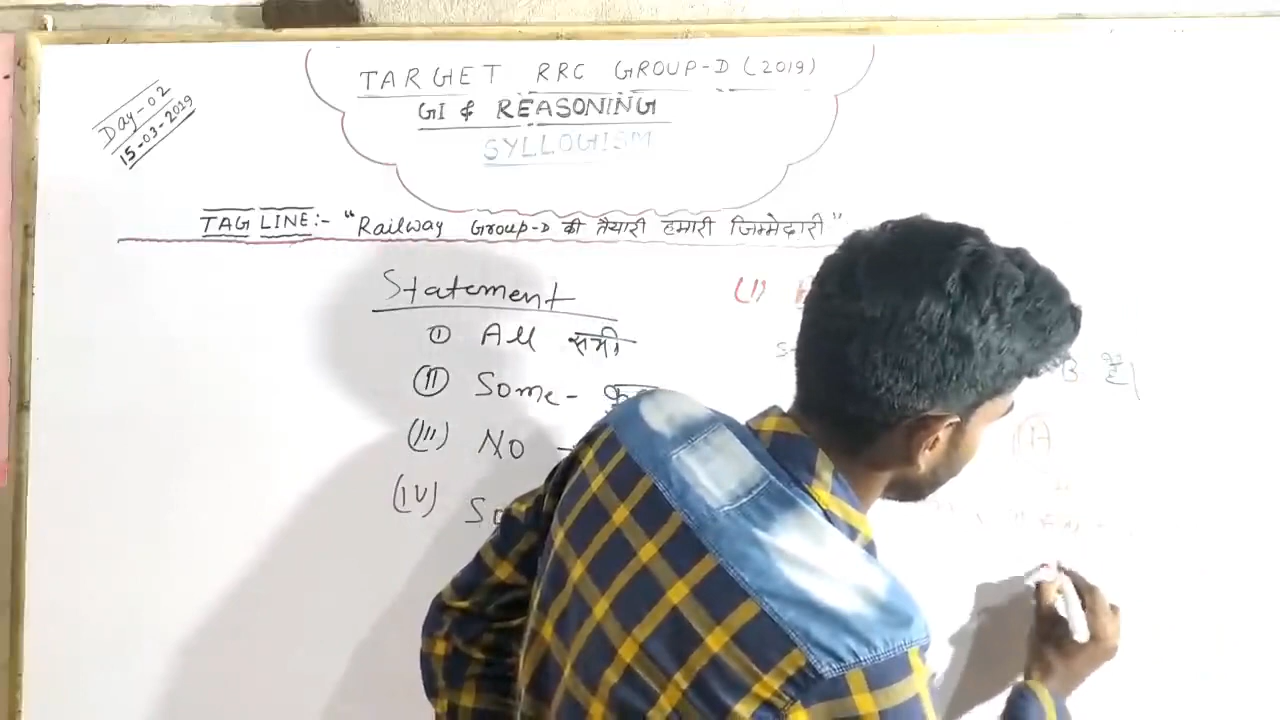 Day-02
15-03-2019
TARGET RRC GROUP-D (2019)
GI & REASONING
SYLLOGISM
TAG LINE:- "Railway Group-D की तैयारी हमारी जिम्मेदारी"
Statement
(I) All सभी
(II) Some -
(III) No -
(IV)
(I)
B है।